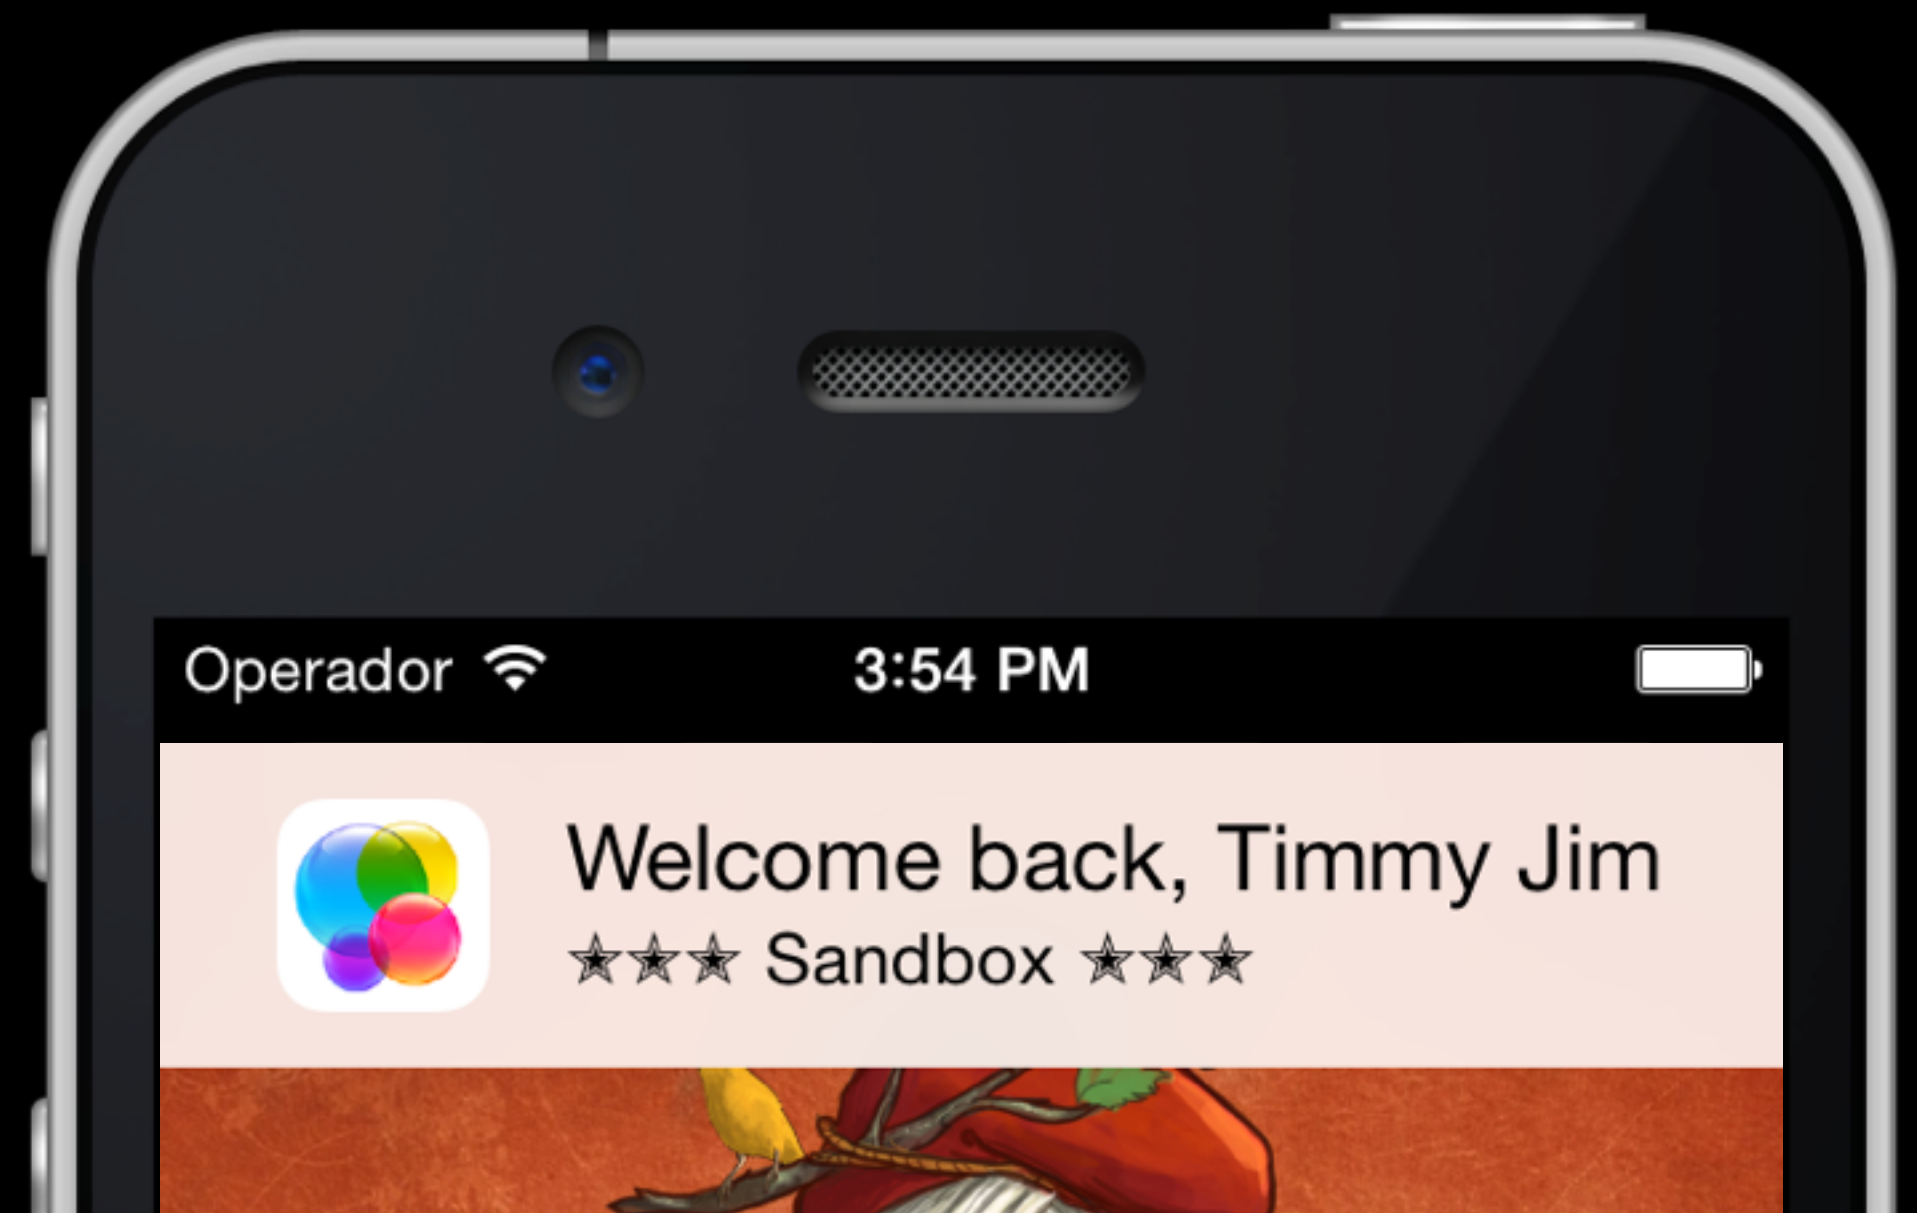 Operador 3:54 PM
Welcome back, Timmy Jim
✯✯✯ Sandbox ✯✯✯